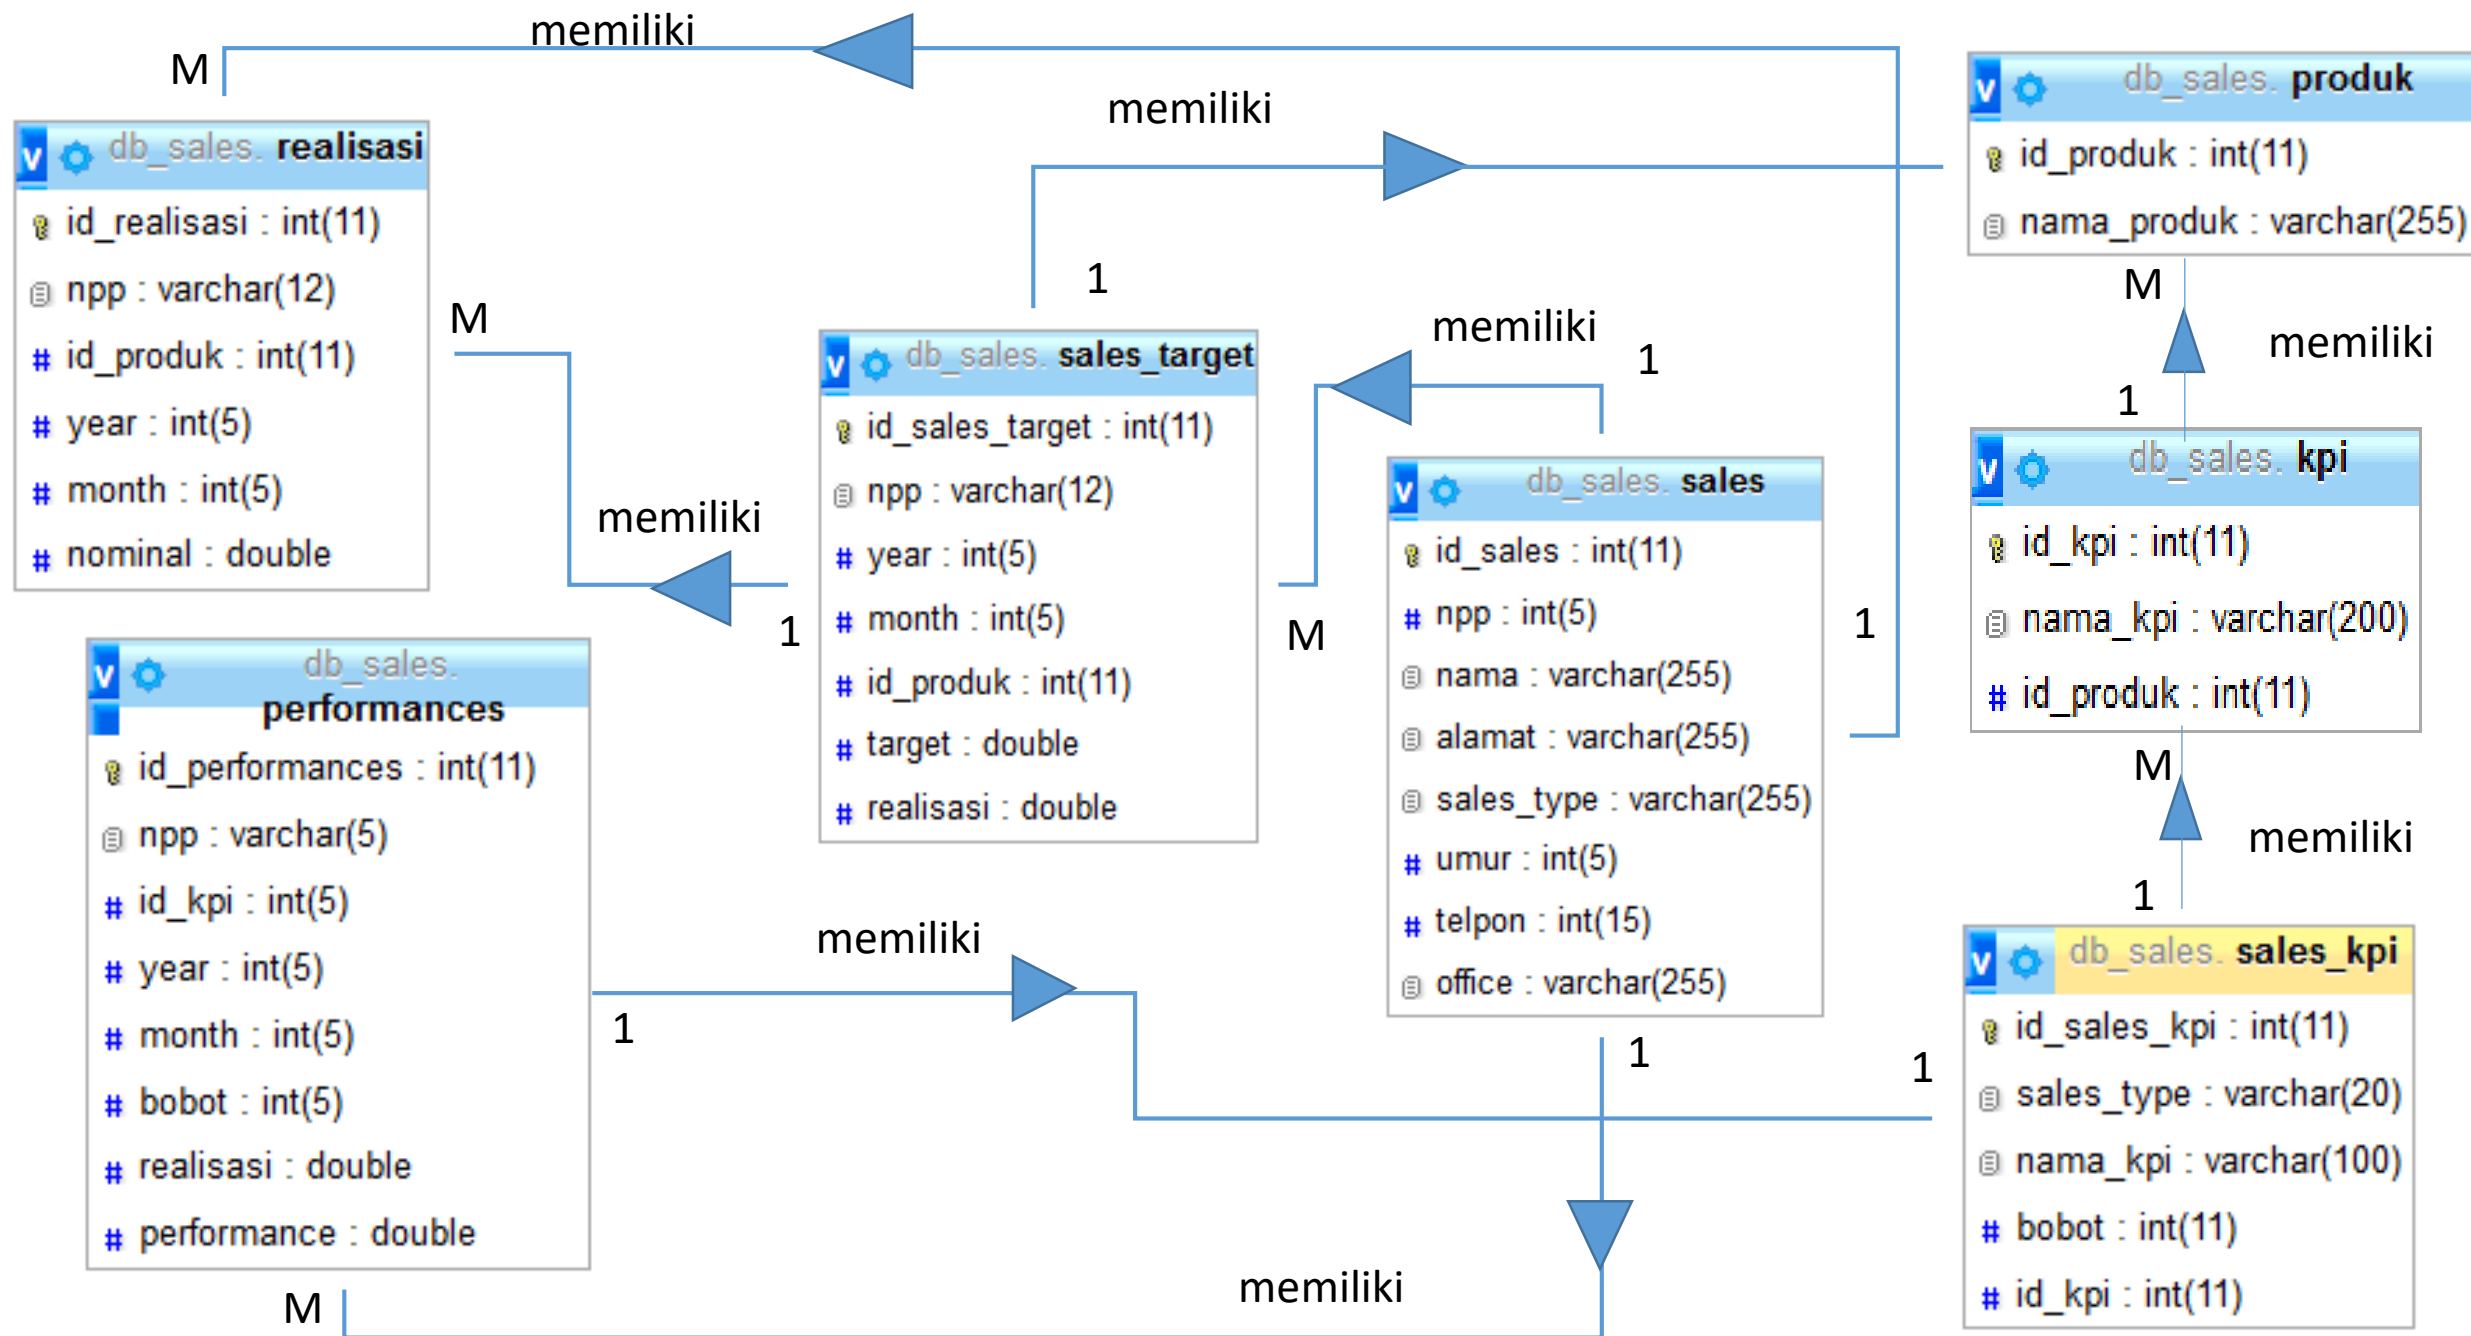 memiliki
M
memiliki
db_sales. realisasi
id_realisasi : int(11)
npp : varchar(12)
id_produk : int(11)
year : int(5)
month : int(5)
nominal : double
M
memiliki
1
1
db_sales. sales_target
id_sales_target : int(11)
npp : varchar(12)
year : int(5)
month : int(5)
id_produk : int(11)
target : double
realisasi : double
memiliki
1
M
db_sales. sales
id_sales : int(11)
npp : int(5)
nama : varchar(255)
alamat : varchar(255)
sales_type : varchar(255)
umur : int(5)
telpon : int(15)
office : varchar(255)
1
1
db_sales. produk
id_produk : int(11)
nama_produk : varchar(255)
M
memiliki
1
db_sales. kpi
id_kpi : int(11)
nama_kpi : varchar(200)
id_produk : int(11)
M
memiliki
1
db_sales. sales_kpi
id_sales_kpi : int(11)
sales_type : varchar(20)
nama_kpi : varchar(100)
bobot : int(11)
id_kpi : int(11)
db_sales.
performances
id_performances : int(11)
npp : varchar(5)
id_kpi : int(5)
year : int(5)
month : int(5)
bobot : int(5)
realisasi : double
performance : double
memiliki
1
1
memiliki
M